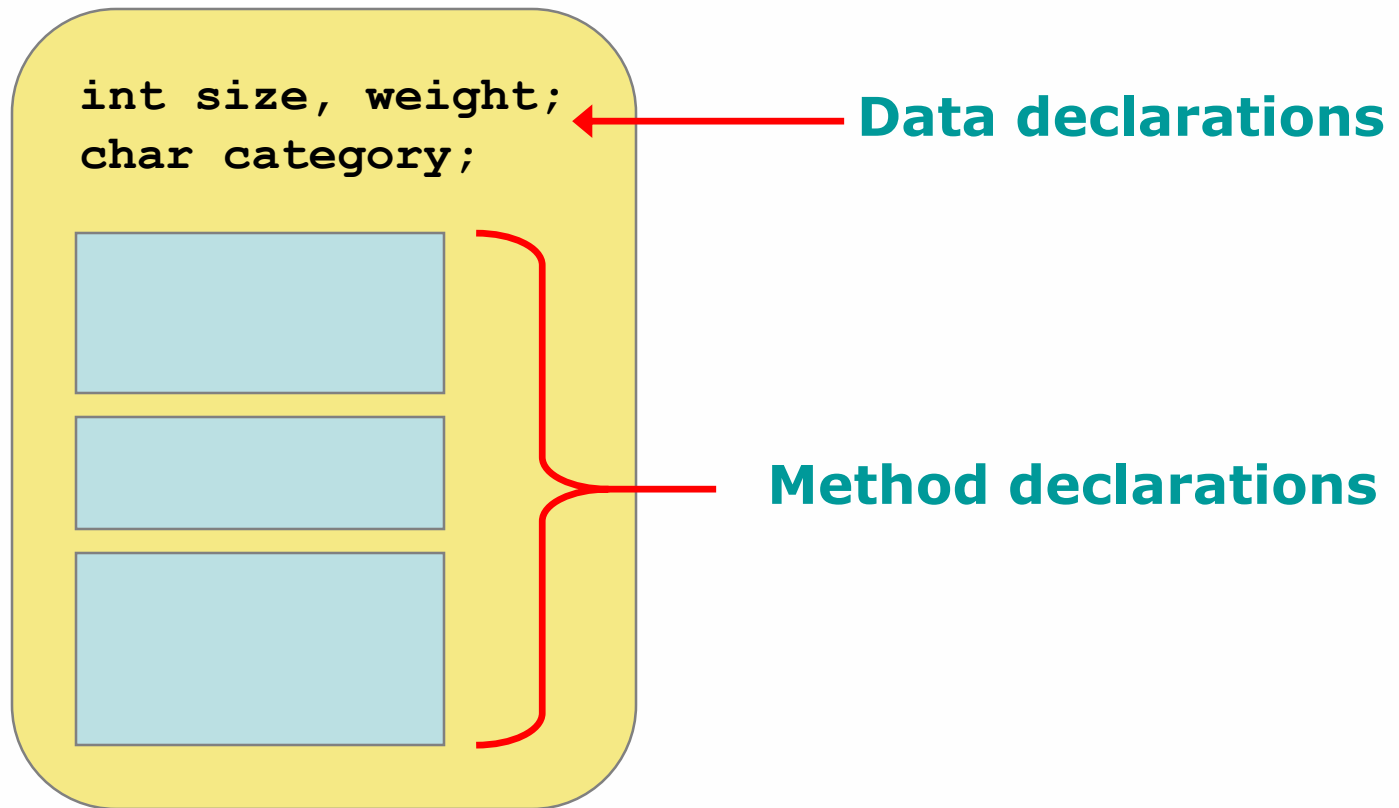 int size, weight;
char category;
Data declarations
Method declarations